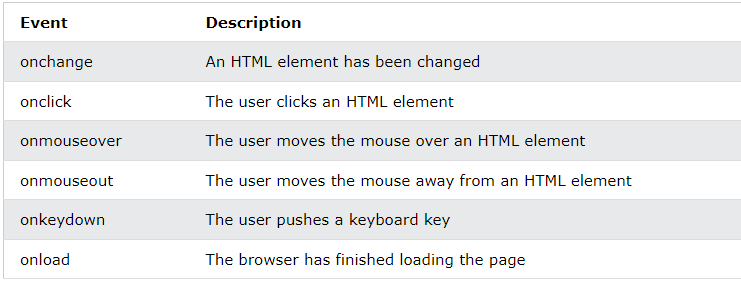 Event Description
onchange An HTML element has been changed
onclick The user clicks an HTML element
onmouseover The user moves the mouse over an HTML element
onmouseout The user moves the mouse away from an HTML element
onkeydown The user pushes a keyboard key
onload The browser has finished loading the page